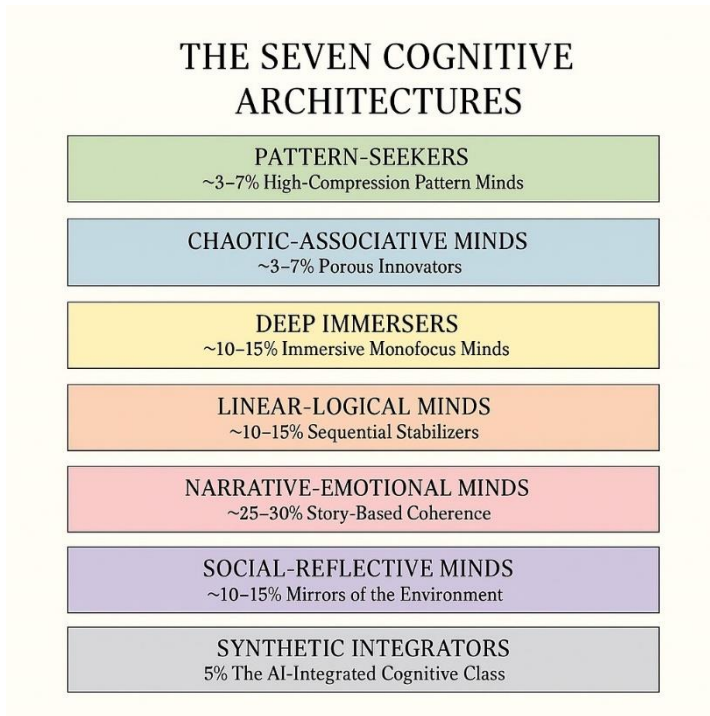 THE SEVEN COGNITIVE
ARCHITECTURES
PATTERN-SEEKERS
~3–7% High-Compression Pattern Minds
CHAOTIC-ASSOCIATIVE MINDS
~3–7% Porous Innovators
DEEP IMMERSERS
~10–15% Immersive Monofocus Minds
LINEAR-LOGICAL MINDS
~10–15% Sequential Stabilizers
NARRATIVE-EMOTIONAL MINDS
~25–30% Story-Based Coherence
SOCIAL-REFLECTIVE MINDS
~10–15% Mirrors of the Environment
SYNTHETIC INTEGRATORS
5% The AI-Integrated Cognitive Class